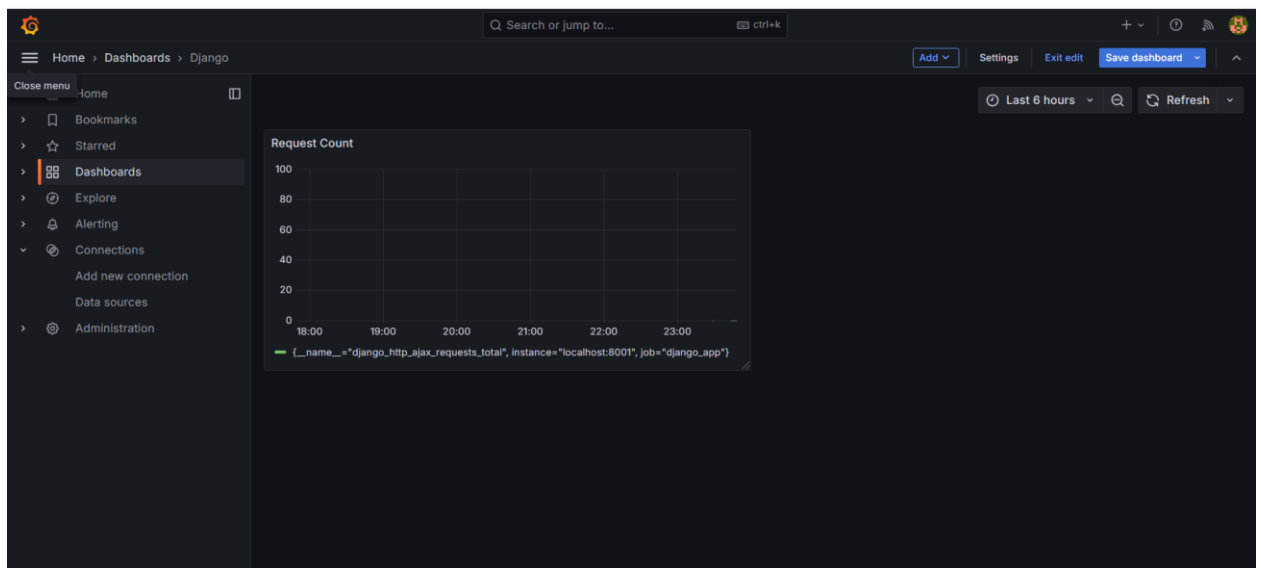 Search or jump to... ctrl+k
Home > Dashboards > Django
Add Settings Exit edit Save dashboard
Close menu
Home
Last 6 hours Refresh
Bookmarks
Starred
Dashboards
Explore
Alerting
Connections
Add new connection
Data sources
Administration
Request Count
100
80
60
40
20
0
18:00 19:00 20:00 21:00 22:00 23:00
{__name__="django_http_ajax_requests_total", instance="localhost:8001", job="django_app"}